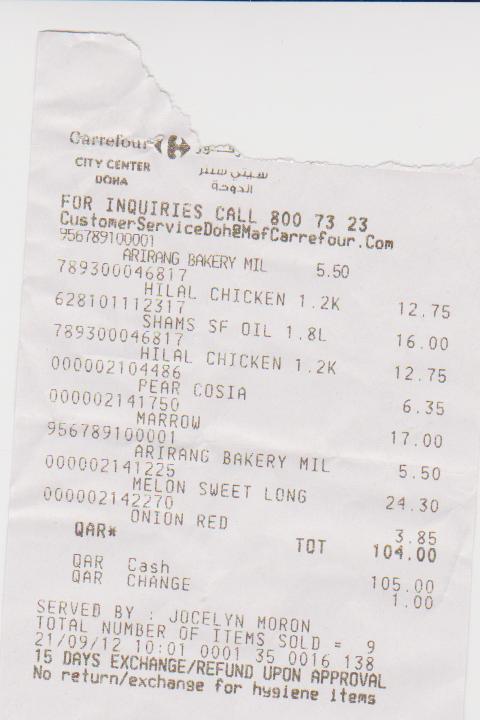 Carrefour كارفور
CITY CENTER سيتي سنتر
DOHA الدوحة
FOR INQUIRIES CALL 800 73 23
CustomerServiceDoh@MafCarrefour.Com
956789100001
ARIRANG BAKERY MIL 5.50
789300046817
HILAL CHICKEN 1.2K 12.75
628101112317
SHAMS SF OIL 1.8L 16.00
789300046817
HILAL CHICKEN 1.2K 12.75
000002104486
PEAR COSIA 6.35
000002141750
MARROW 17.00
956789100001
ARIRANG BAKERY MIL 5.50
000002141225
MELON SWEET LONG 24.30
000002142270
ONION RED 3.85
QAR* TOT 104.00
QAR Cash 105.00
QAR CHANGE 1.00
SERVED BY : JOCELYN MORON
TOTAL NUMBER OF ITEMS SOLD = 9
21/09/12 10:01 0001 35 0016 138
15 DAYS EXCHANGE/REFUND UPON APPROVAL
No return/exchange for hygiene items